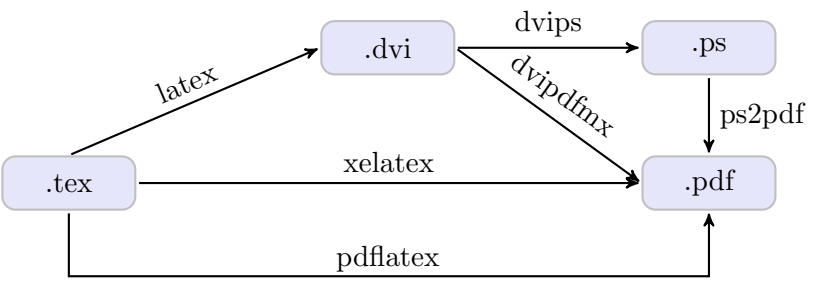 dvips
.dvi
.ps
latex
dvipdfmx
ps2pdf
xelatex
.tex
.pdf
pdflatex